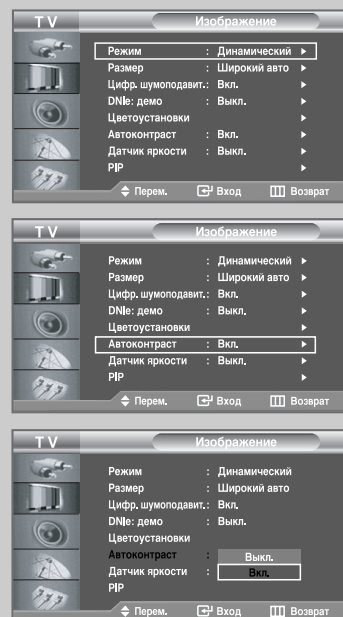 TV Изображение
Режим : Динамический ►
Размер : Широкий авто ►
Цифр. шумоподавит.: Вкл. ►
DNIe: демо : Выкл. ►
Цветоустановки ►
Автоконтраст : Вкл. ►
Датчик яркости : Выкл. ►
PIP ►
Перем. Вход Возврат
TV Изображение
Режим : Динамический ►
Размер : Широкий авто ►
Цифр. шумоподавит.: Вкл. ►
DNIe: демо : Выкл. ►
Цветоустановки ►
Автоконтраст : Вкл. ►
Датчик яркости : Выкл. ►
PIP ►
Перем. Вход Возврат
TV Изображение
Режим : Динамический
Размер : Широкий авто
Цифр. шумоподавит.: Вкл.
DNIe: демо : Выкл.
Цветоустановки
Автоконтраст : Выкл.
Датчик яркости : Вкл.
PIP
Перем. Вход Возврат